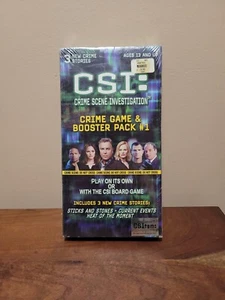 3 NEW CRIME STORIES
AGES 13 AND UP
CSI:
CRIME SCENE INVESTIGATION
CRIME GAME &
BOOSTER PACK #1
PLAY ON ITS OWN
OR
WITH THE CSI BOARD GAME
INCLUDES 3 NEW CRIME STORIES:
STICKS AND STONES - CURRENT EVENTS
HEAT OF THE MOMENT